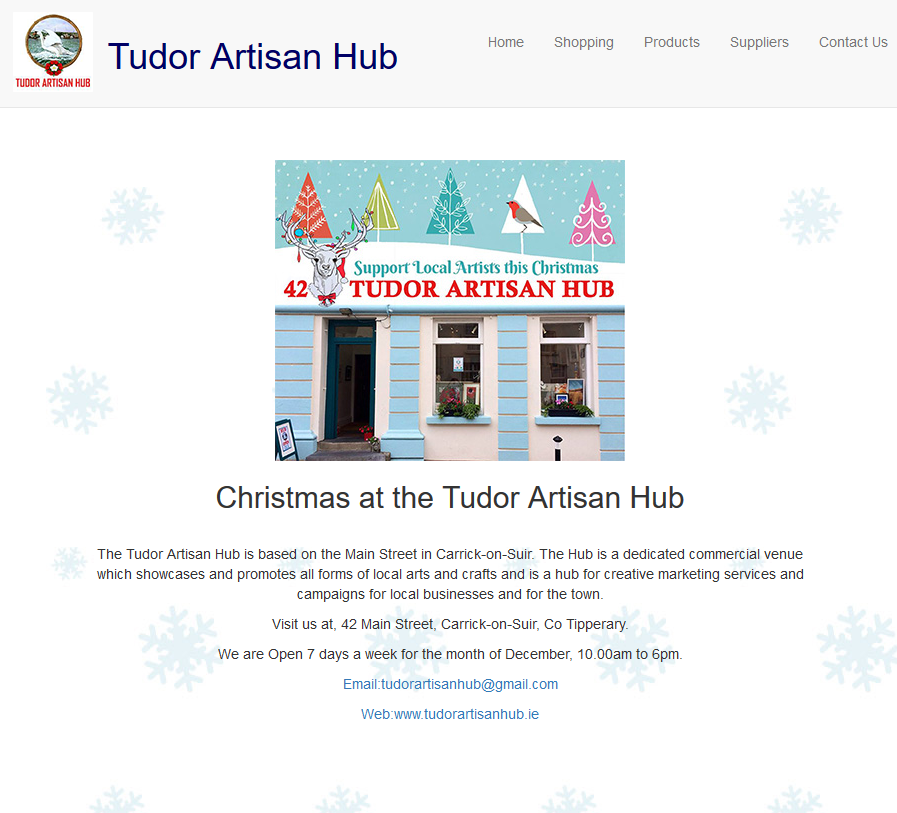 TUDOR ARTISAN HUB
Tudor Artisan Hub
Home
Shopping
Products
Suppliers
Contact Us
Support Local Artists this Christmas
42 TUDOR ARTISAN HUB
Christmas at the Tudor Artisan Hub
The Tudor Artisan Hub is based on the Main Street in Carrick-on-Suir. The Hub is a dedicated commercial venue
which showcases and promotes all forms of local arts and crafts and is a hub for creative marketing services and
campaigns for local businesses and for the town.
Visit us at, 42 Main Street, Carrick-on-Suir, Co Tipperary.
We are Open 7 days a week for the month of December, 10.00am to 6pm.
Email:tudorartisanhub@gmail.com
Web:www.tudorartisanhub.ie